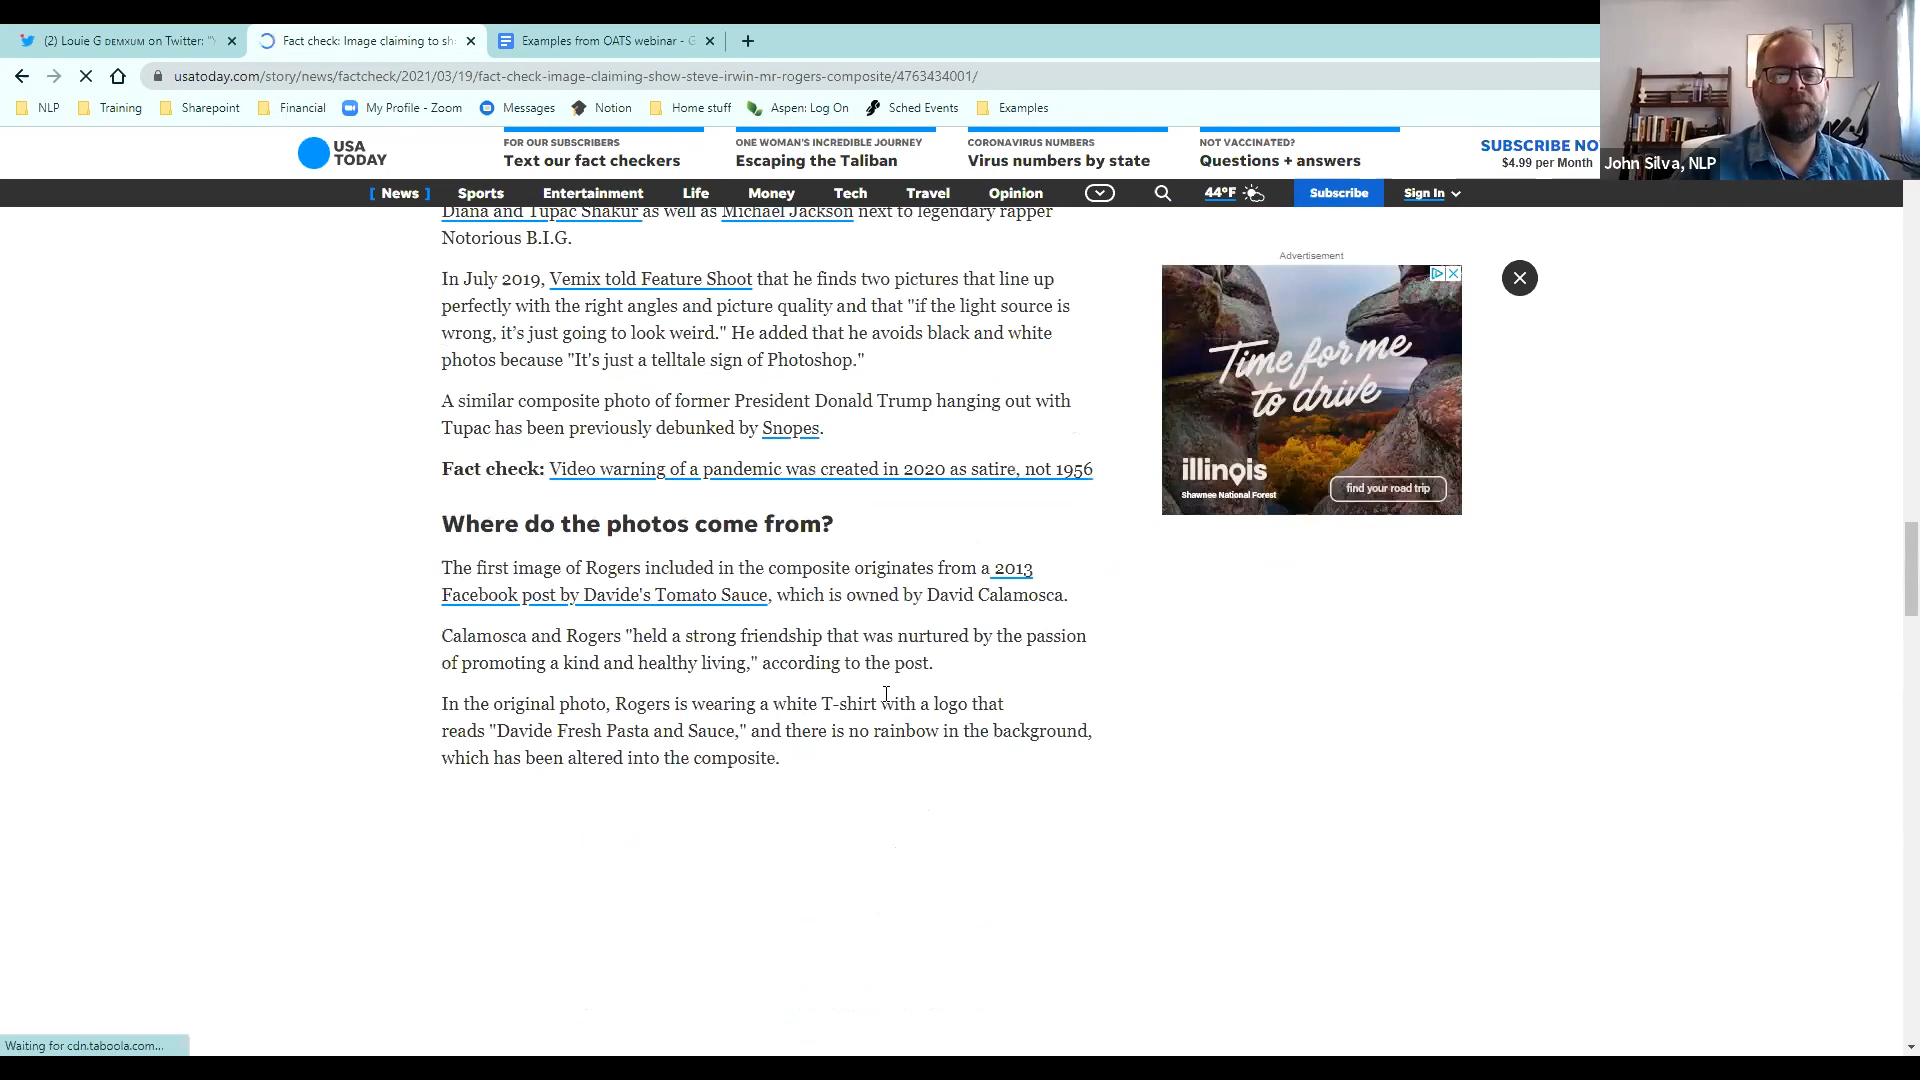 (2) Louie G DEMXUM on Twitter: "Y
Fact check: Image claiming to sh
Examples from OATS webinar - G
usatoday.com/story/news/factcheck/2021/03/19/fact-check-image-claiming-show-steve-irwin-mr-rogers-composite/4763434001/
NLP Training Sharepoint Financial My Profile - Zoom Messages Notion Home stuff Aspen: Log On Sched Events Examples
USA TODAY
FOR OUR SUBSCRIBERS
Text our fact checkers
ONE WOMAN'S INCREDIBLE JOURNEY
Escaping the Taliban
CORONAVIRUS NUMBERS
Virus numbers by state
NOT VACCINATED?
Questions + answers
SUBSCRIBE NO
$4.99 per Month
John Silva, NLP
[ News ] Sports Entertainment Life Money Tech Travel Opinion 44°F Subscribe Sign In
Diana and Tupac Shakur as well as Michael Jackson next to legendary rapper
Notorious B.I.G.
In July 2019, Vemix told Feature Shoot that he finds two pictures that line up
perfectly with the right angles and picture quality and that "if the light source is
wrong, it's just going to look weird." He added that he avoids black and white
photos because "It's just a telltale sign of Photoshop."
A similar composite photo of former President Donald Trump hanging out with
Tupac has been previously debunked by Snopes.
Fact check: Video warning of a pandemic was created in 2020 as satire, not 1956
Where do the photos come from?
The first image of Rogers included in the composite originates from a 2013
Facebook post by Davide's Tomato Sauce, which is owned by David Calamosca.
Calamosca and Rogers "held a strong friendship that was nurtured by the passion
of promoting a kind and healthy living," according to the post.
In the original photo, Rogers is wearing a white T-shirt with a logo that
reads "Davide Fresh Pasta and Sauce," and there is no rainbow in the background,
which has been altered into the composite.
Advertisement
Time for me
to drive
illinois
Shawnee National Forest
find your road trip
Waiting for cdn.taboola.com...